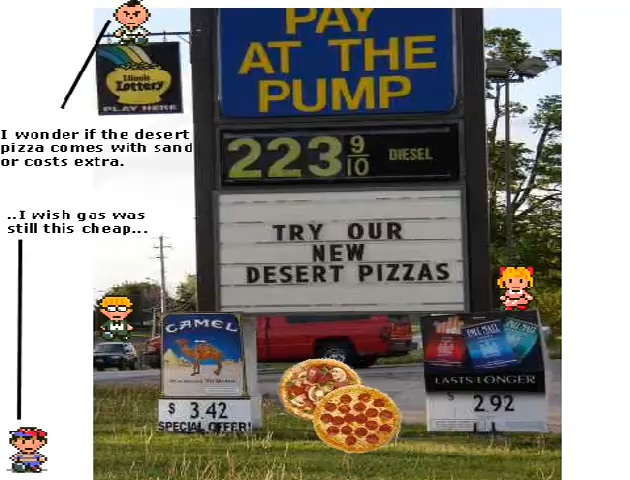 PAY
AT THE
PUMP
Illinois
Lottery
PLAY HERE
223 9/10 DIESEL
I wonder if the desert
pizza comes with sand
or costs extra.
..I wish gas was
still this cheap...
TRY OUR
NEW
DESERT PIZZAS
CAMEL
$ 3.42
SPECIAL OFFER!
PALL MALL
LASTS LONGER
$ 2.92